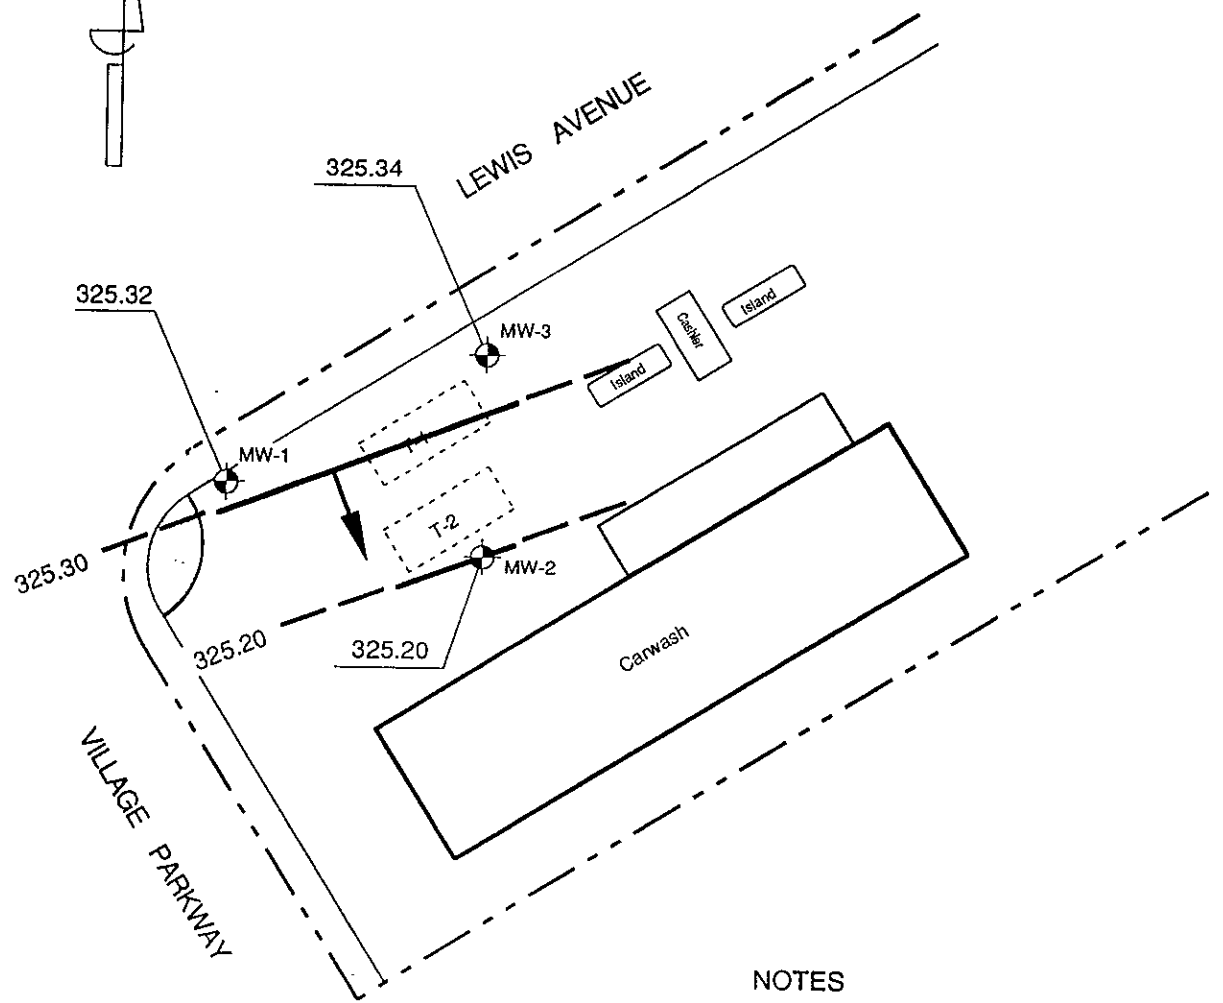 LEWIS AVENUE
325.34
325.32
MW-3
Island
Cashier
Island
MW-1
T-1
T-2
MW-2
325.30
325.20
325.20
Carwash
VILLAGE PARKWAY
NOTES